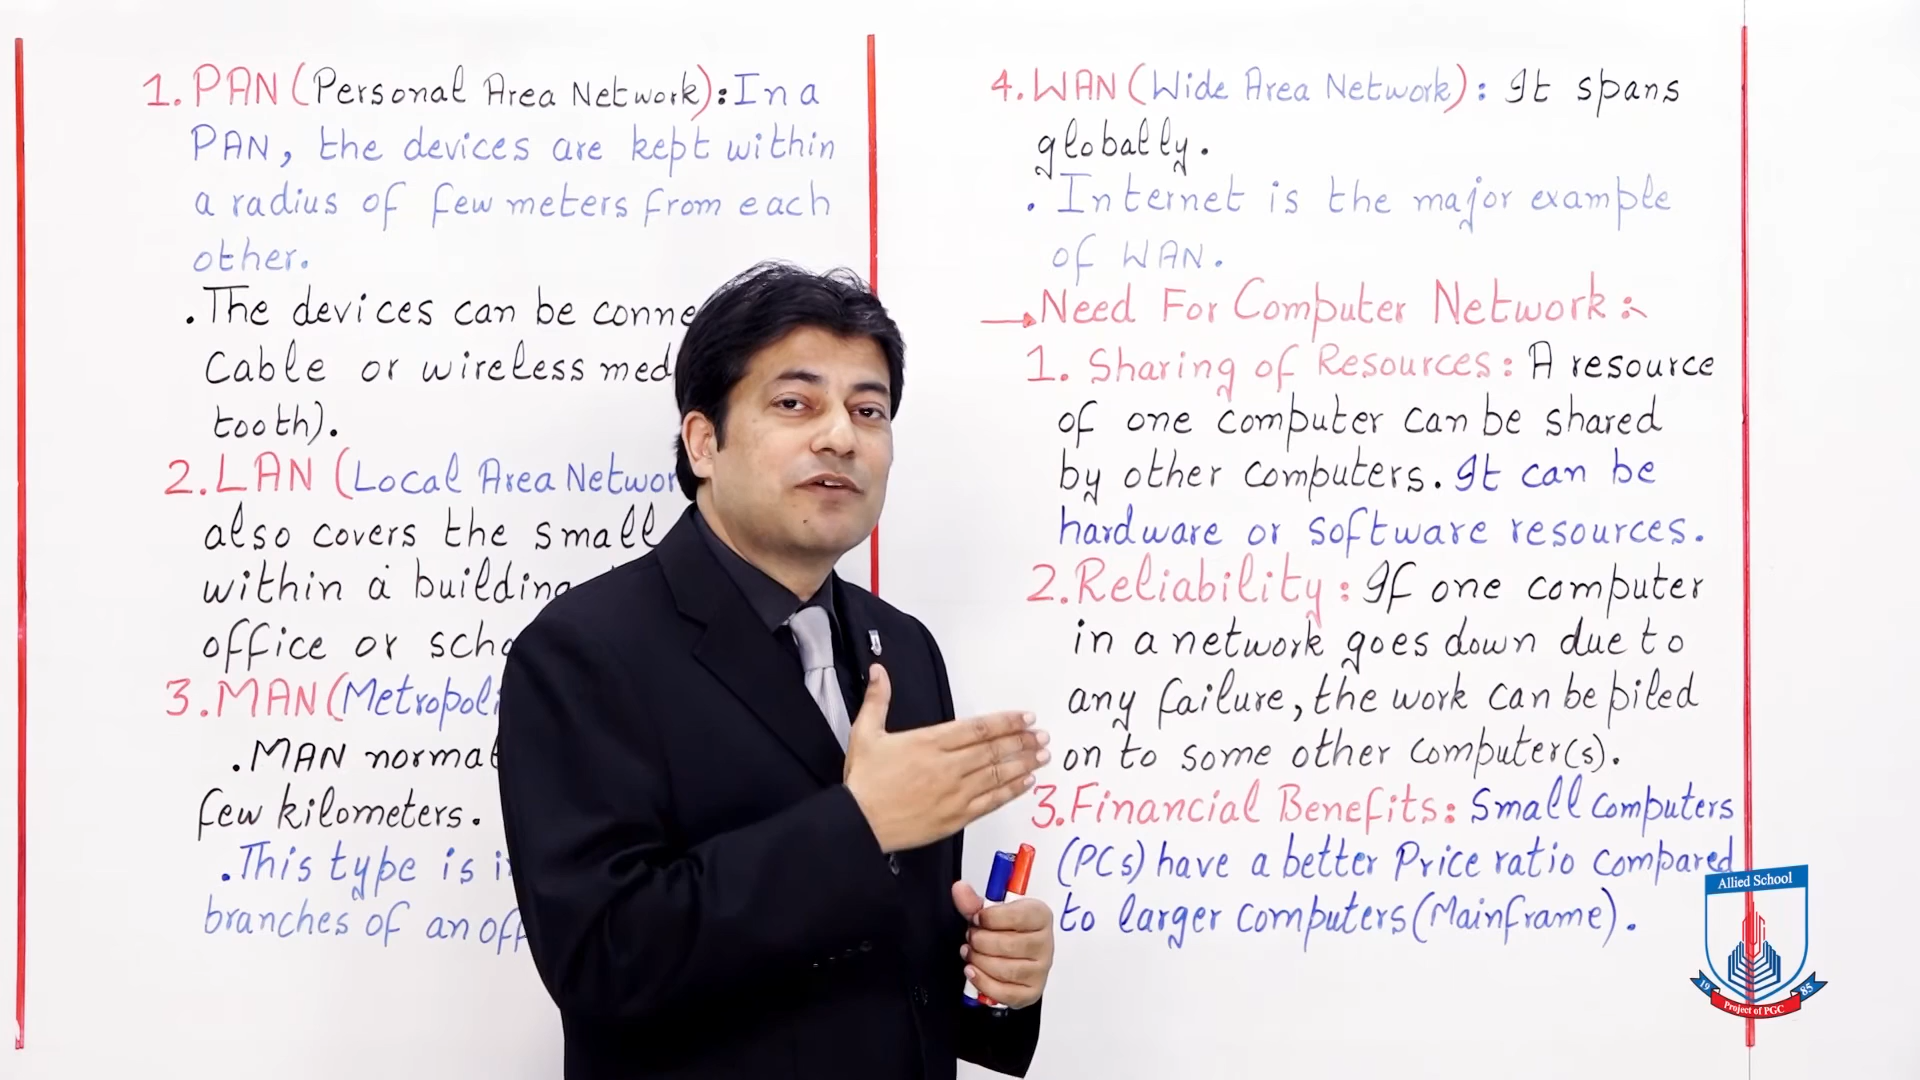 1. PAN (Personal Area Network): In a
PAN, the devices are kept within
a radius of few meters from each
other.
. The devices can be
Cable or wireless
tooth).
2. LAN (Local Area
also covers the small
within a building
office or
3. MAN (
. MAN
few kilometers.
. This type is
branches of an
4. WAN (Wide Area Network): It spans
globally.
. Internet is the major example
of WAN.
→ Need For Computer Network:-
1. Sharing of Resources: A resource
of one computer can be shared
by other computers. It can be
hardware or software resources.
2. Reliability: If one computer
in a network goes down due to
any failure, the work can be piled
on to some other computer(s).
3. Financial Benefits: Small computers
(PCs) have a better Price ratio compared
to larger computers (Mainframe).
Allied School
19 85
Project of PGC